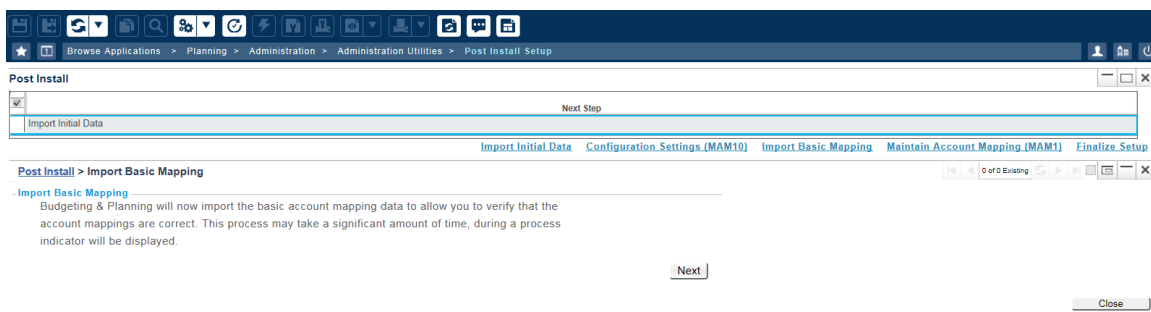 Browse Applications > Planning > Administration > Administration Utilities > Post Install Setup
Post Install
Next Step
Import Initial Data
Import Initial Data Configuration Settings (MAM10) Import Basic Mapping Maintain Account Mapping (MAM1) Finalize Setup
Post Install > Import Basic Mapping
0 of 0 Existing
Import Basic Mapping
Budgeting & Planning will now import the basic account mapping data to allow you to verify that the
account mappings are correct. This process may take a significant amount of time, during a process
indicator will be displayed.
Next
Close